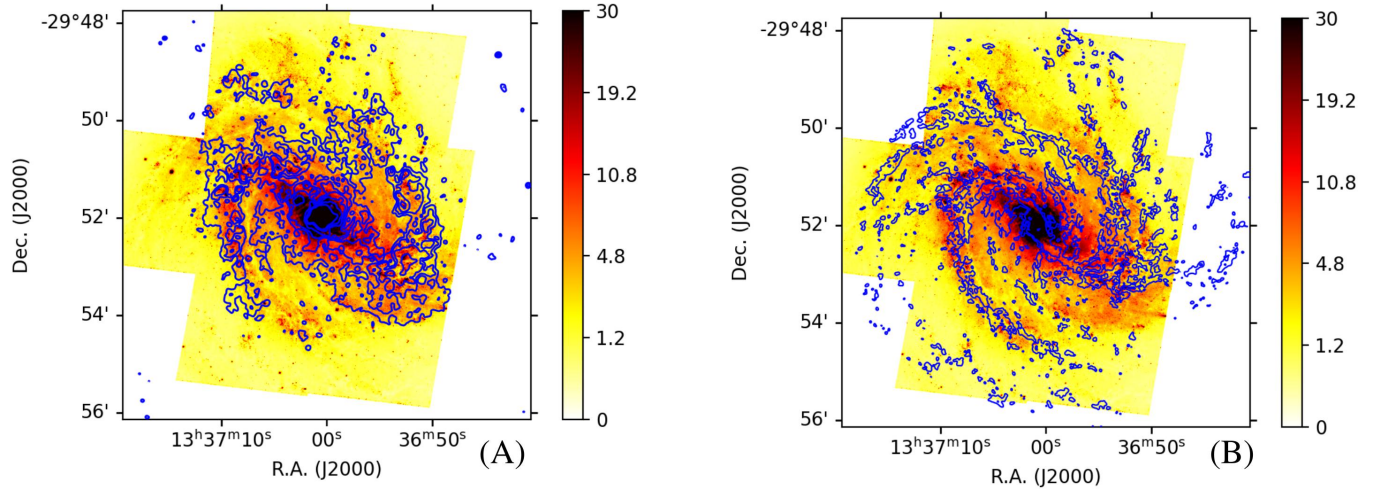 -29°48'
50'
52'
54'
56'
Dec. (J2000)
13ʰ37ᵐ10ˢ
00ˢ
36ᵐ50ˢ
R.A. (J2000)
(A)
30
19.2
10.8
4.8
1.2
0
-29°48'
50'
52'
54'
56'
Dec. (J2000)
13ʰ37ᵐ10ˢ
00ˢ
36ᵐ50ˢ
R.A. (J2000)
(B)
30
19.2
10.8
4.8
1.2
0